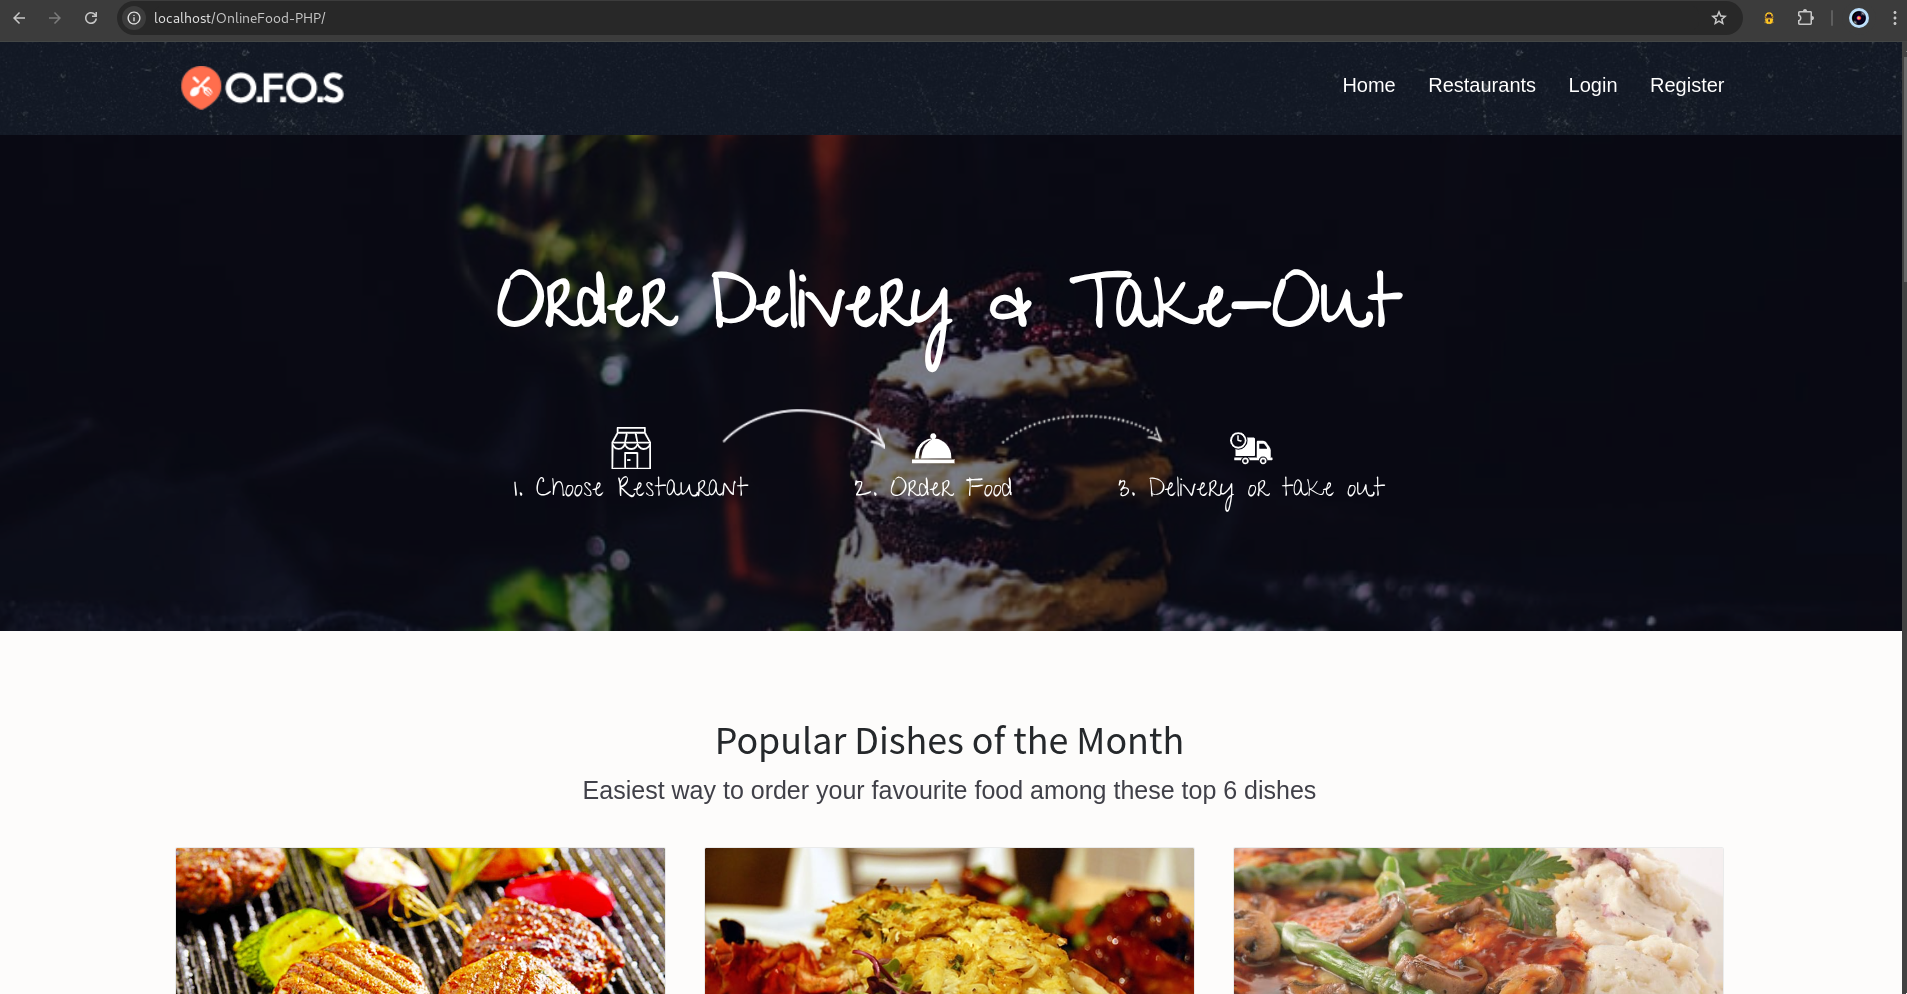 localhost/OnlineFood-PHP/
O.F.O.S
Home Restaurants Login Register
Order Delivery & Take-Out
1. Choose Restaurant
2. Order Food
3. Delivery or take out
Popular Dishes of the Month
Easiest way to order your favourite food among these top 6 dishes